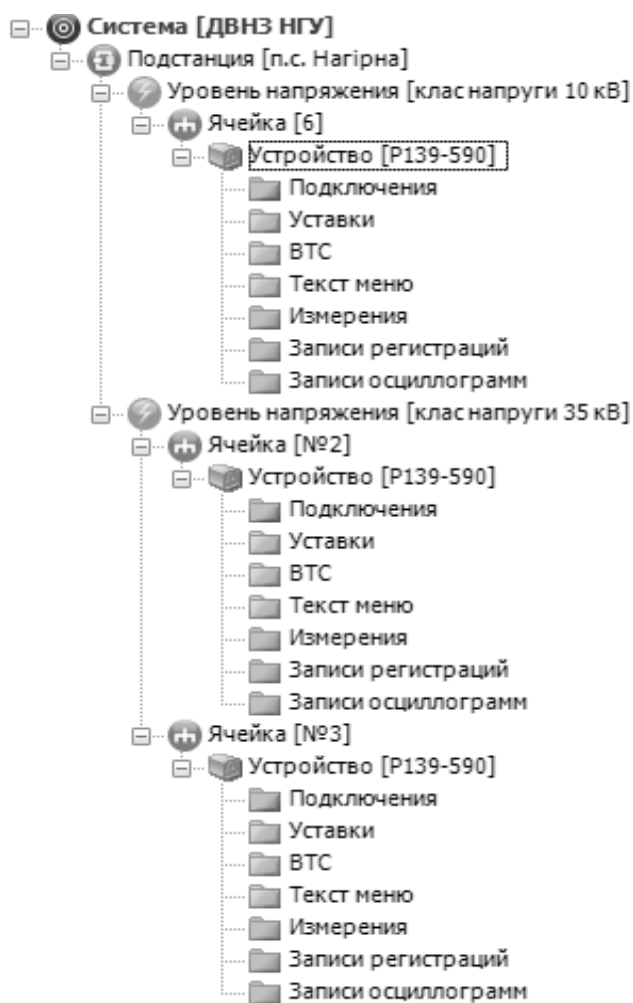 Система [ДВНЗ НГУ]
Подстанция [п.с. Нагірна]
Уровень напряжения [клас напруги 10 кВ]
Ячейка [6]
Устройство [P139-590]
Подключения
Уставки
ВТС
Текст меню
Измерения
Записи регистраций
Записи осциллограмм
Уровень напряжения [клас напруги 35 кВ]
Ячейка [№2]
Устройство [P139-590]
Подключения
Уставки
ВТС
Текст меню
Измерения
Записи регистраций
Записи осциллограмм
Ячейка [№3]
Устройство [P139-590]
Подключения
Уставки
ВТС
Текст меню
Измерения
Записи регистраций
Записи осциллограмм